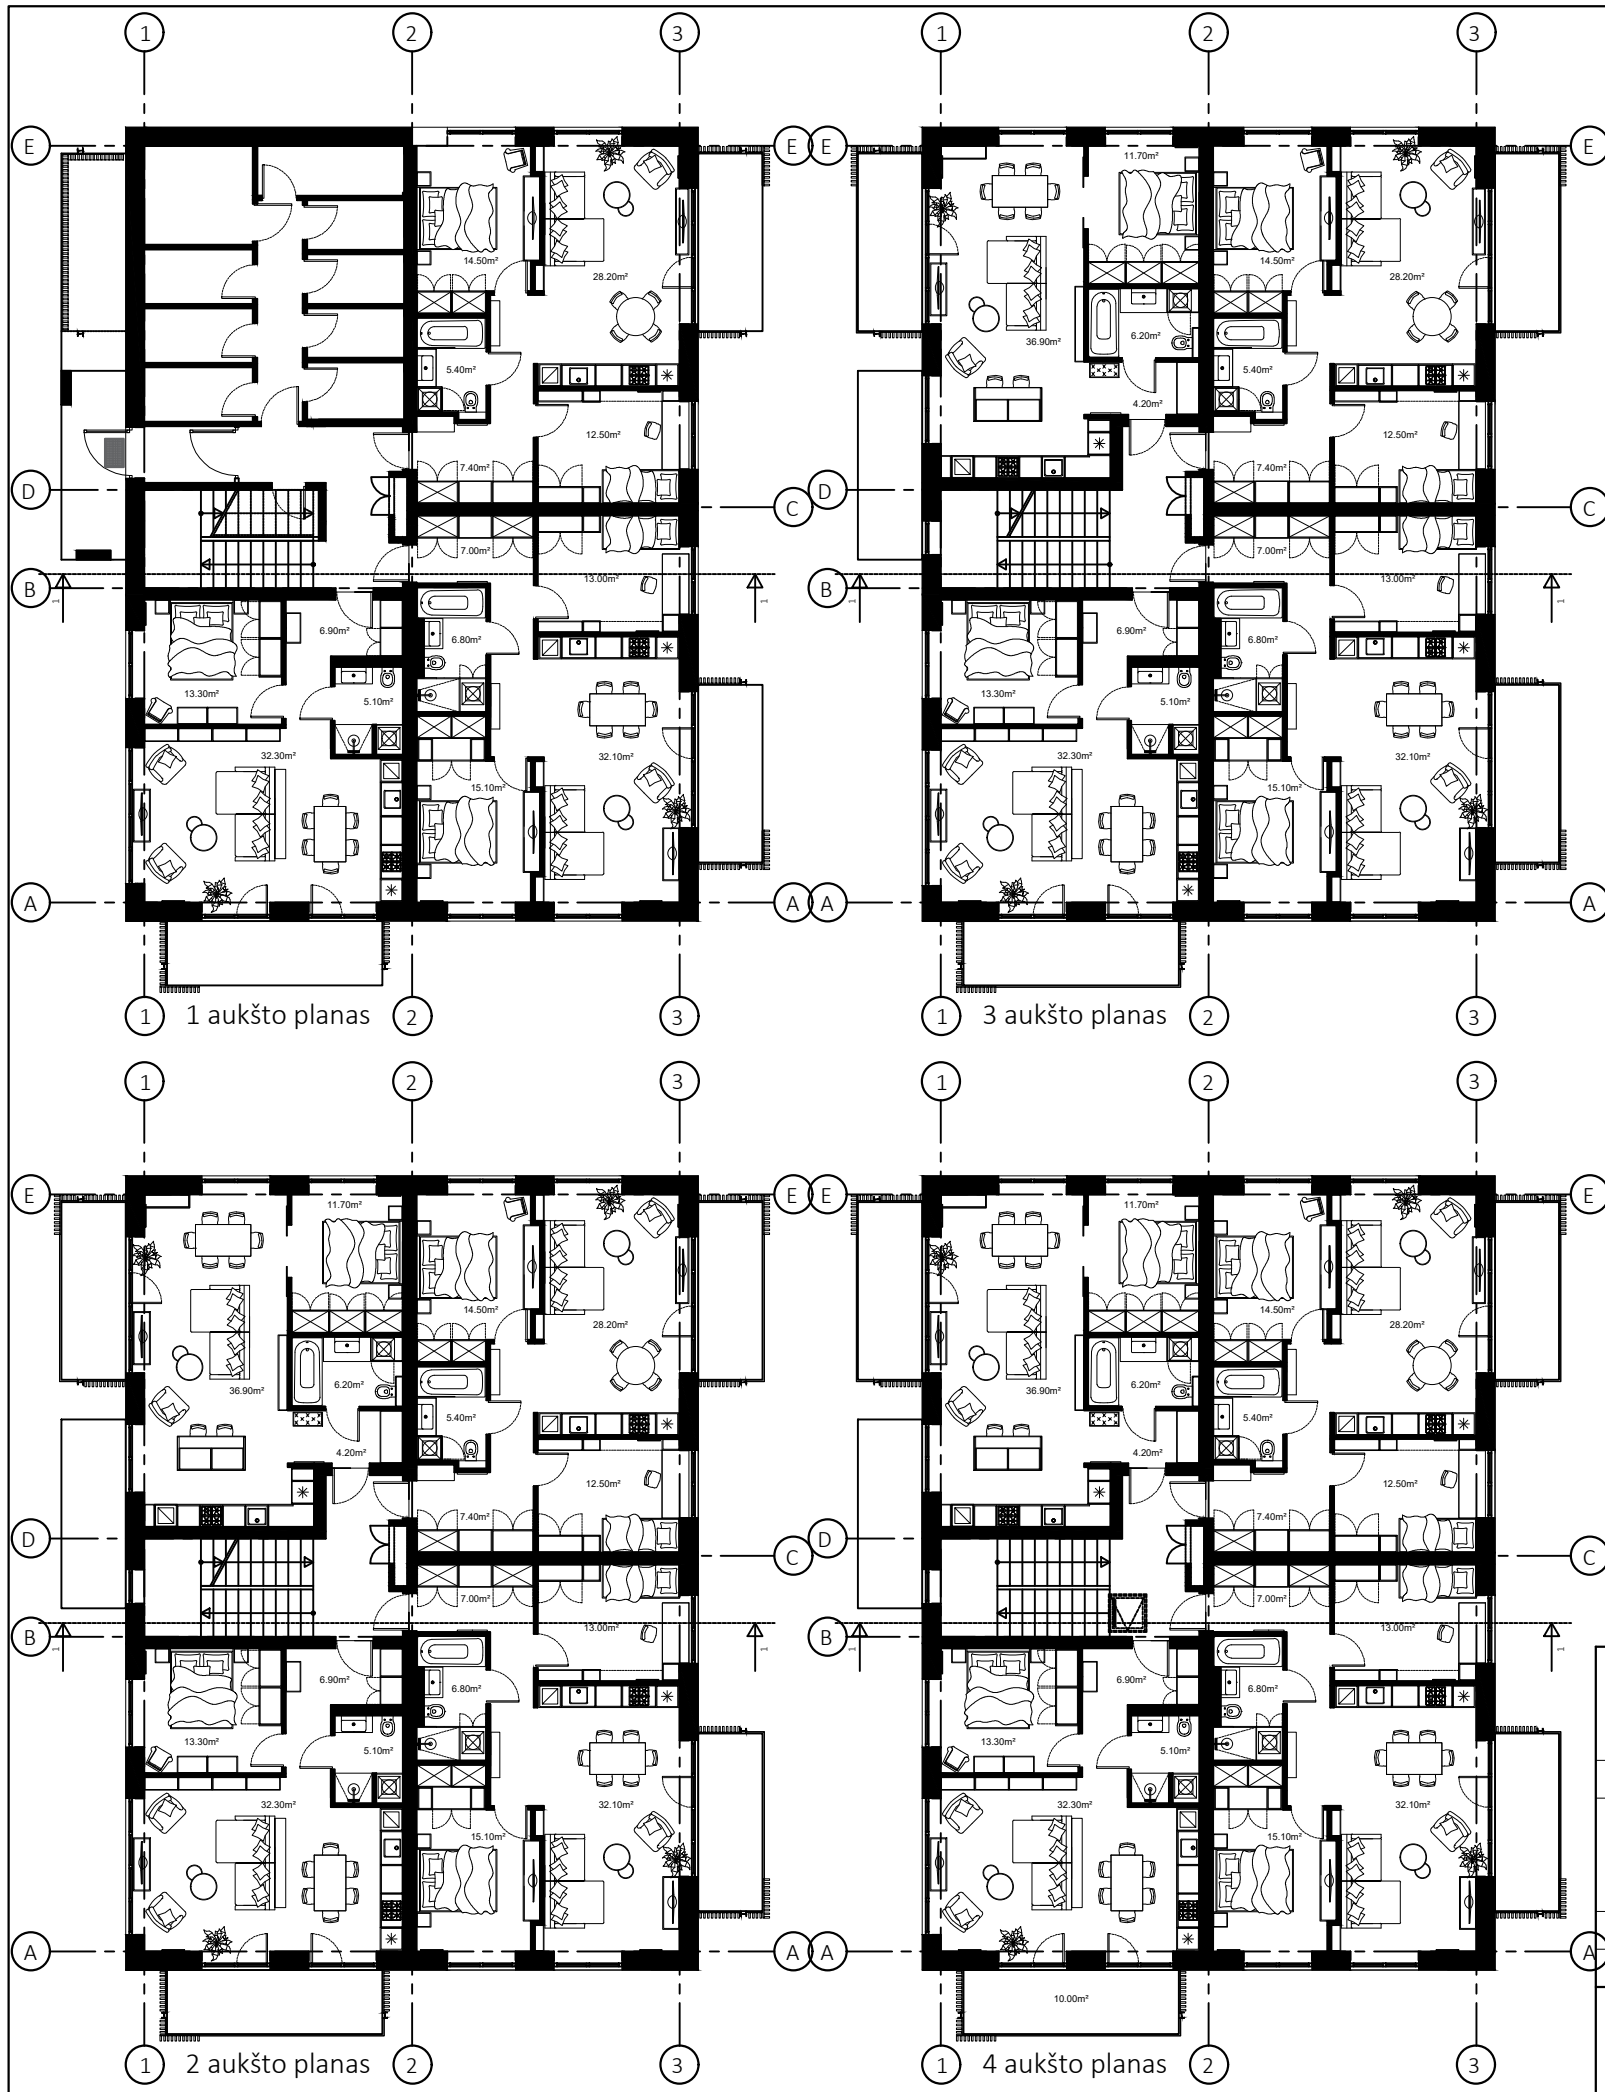 1 2 3 1 2 3
E E E E
11.70m²
14.50m² 14.50m²
28.20m² 28.20m²
36.90m² 6.20m²
5.40m² 5.40m²
4.20m²
12.50m² 12.50m²
7.40m² 7.40m²
D C D C
7.00m² 7.00m²
13.00m² 13.00m²
B B
1 1 1 1
6.90m² 6.80m² 6.90m² 6.80m²
13.30m² 5.10m² 13.30m² 5.10m²
32.30m² 32.10m² 32.30m² 32.10m²
15.10m² 15.10m²
A A A A
1 1 aukšto planas 2 3 1 3 aukšto planas 2 3
1 2 3 1 2 3
E E E E
11.70m² 11.70m²
14.50m² 14.50m²
28.20m² 28.20m²
36.90m² 6.20m² 36.90m² 6.20m²
5.40m² 5.40m²
4.20m² 4.20m²
12.50m² 12.50m²
7.40m² 7.40m²
D C D C
7.00m² 7.00m²
13.00m² 13.00m²
B B
1 1 1 1
6.90m² 6.80m² 6.90m² 6.80m²
13.30m² 5.10m² 13.30m² 5.10m²
32.30m² 32.10m² 32.30m² 32.10m²
15.10m² 15.10m²
A A A A
10.00m²
1 2 aukšto planas 2 3 1 4 aukšto planas 2 3